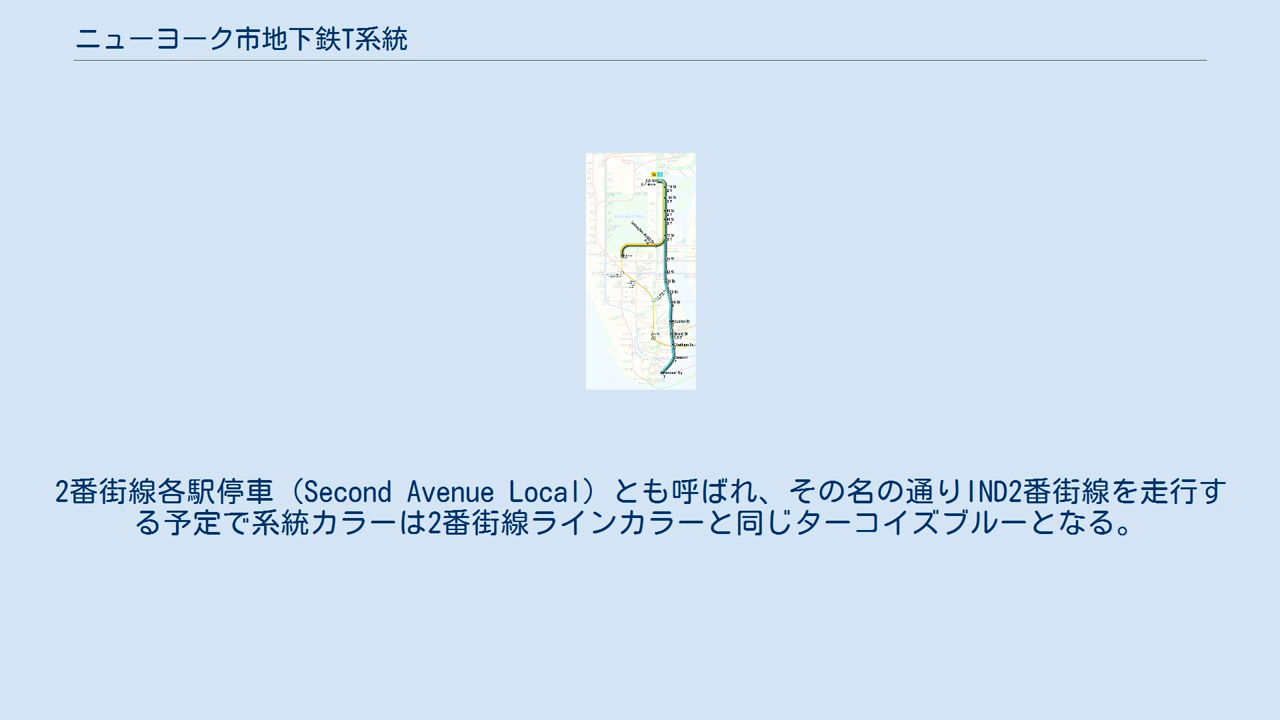 ニューヨーク市地下鉄T系統
2番街線各駅停車（Second Avenue Local）とも呼ばれ、その名の通りIND2番街線を走行す
る予定で系統カラーは2番街線ラインカラーと同じターコイズブルーとなる。